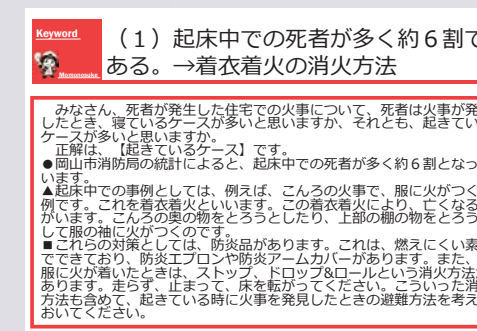 Keyword
Momonosuke
（1）起床中での死者が多く約６割で
ある。→着衣着火の消火方法
みなさん、死者が発生した住宅での火事について、死者は火事が発
したとき、寝ているケースが多いと思いますか、それとも、起きてい
ケースが多いと思いますか。
正解は、【起きているケース】です。
●岡山市消防局の統計によると、起床中での死者が多く約６割となっ
います。
▲起床中での事例としては、例えば、こんろの火事で、服に火がつく
例です。これを着衣着火といいます。この着衣着火により、亡くなる
がいます。こんろの奥の物をとろうとしたり、上部の棚の物をとろう
して服の袖に火がつくのです。
■これらの対策としては、防炎品があります。これは、燃えにくい素
でできており、防炎エプロンや防炎アームカバーがあります。また、
服に火が着いたときは、ストップ、ドロップ&ロールという消火方法
あります。走らず、止まって、床を転がってください。こういった消
方法も含めて、起きている時に火事を発見したときの避難方法を考え
おいてください。